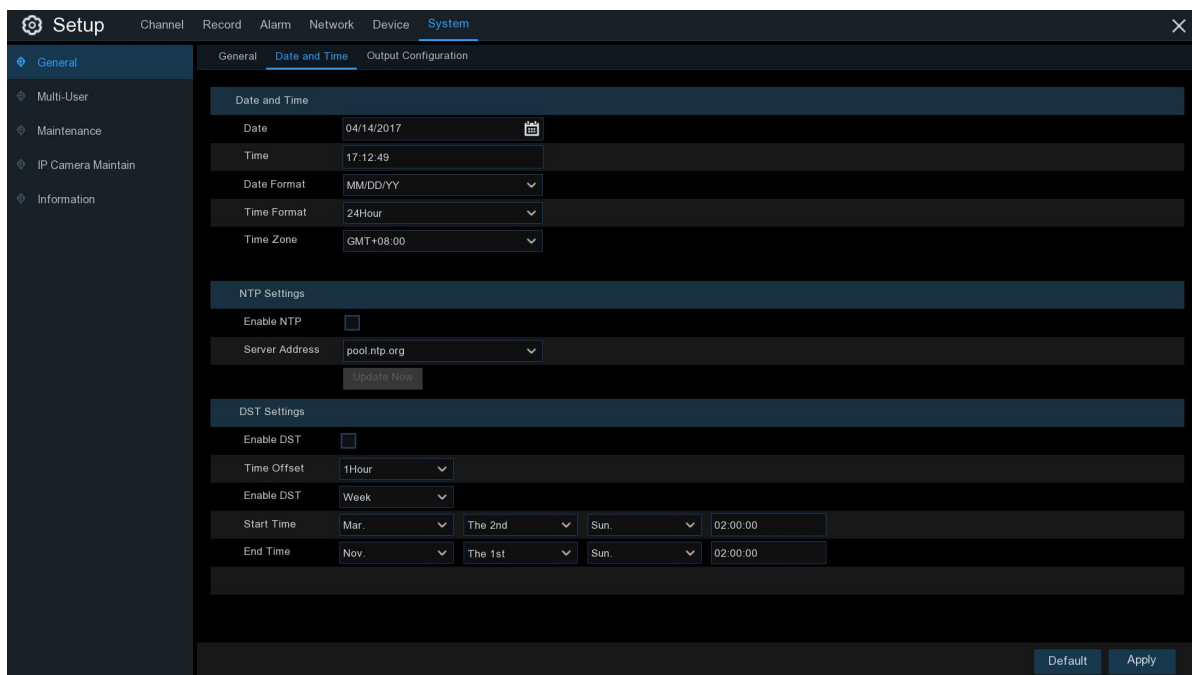 Setup Channel Record Alarm Network Device System
General General Date and Time Output Configuration
Multi-User
Maintenance
IP Camera Maintain
Information
Date and Time
Date 04/14/2017
Time 17:12:49
Date Format MM/DD/YY
Time Format 24Hour
Time Zone GMT+08:00
NTP Settings
Enable NTP
Server Address pool.ntp.org
Update Now
DST Settings
Enable DST
Time Offset 1Hour
Enable DST Week
Start Time Mar. The 2nd Sun. 02:00:00
End Time Nov. The 1st Sun. 02:00:00
Default Apply